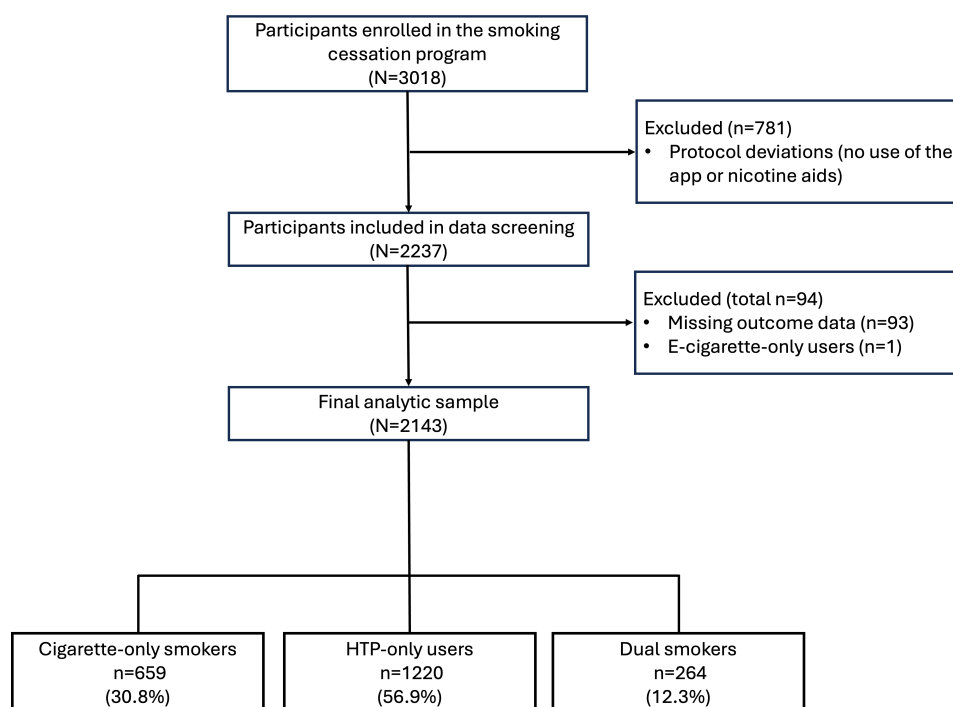 Participants enrolled in the smoking
cessation program
(N=3018)
Excluded (n=781)
• Protocol deviations (no use of the
app or nicotine aids)
Participants included in data screening
(N=2237)
Excluded (total n=94)
• Missing outcome data (n=93)
• E-cigarette-only users (n=1)
Final analytic sample
(N=2143)
Cigarette-only smokers
n=659
(30.8%)
HTP-only users
n=1220
(56.9%)
Dual smokers
n=264
(12.3%)